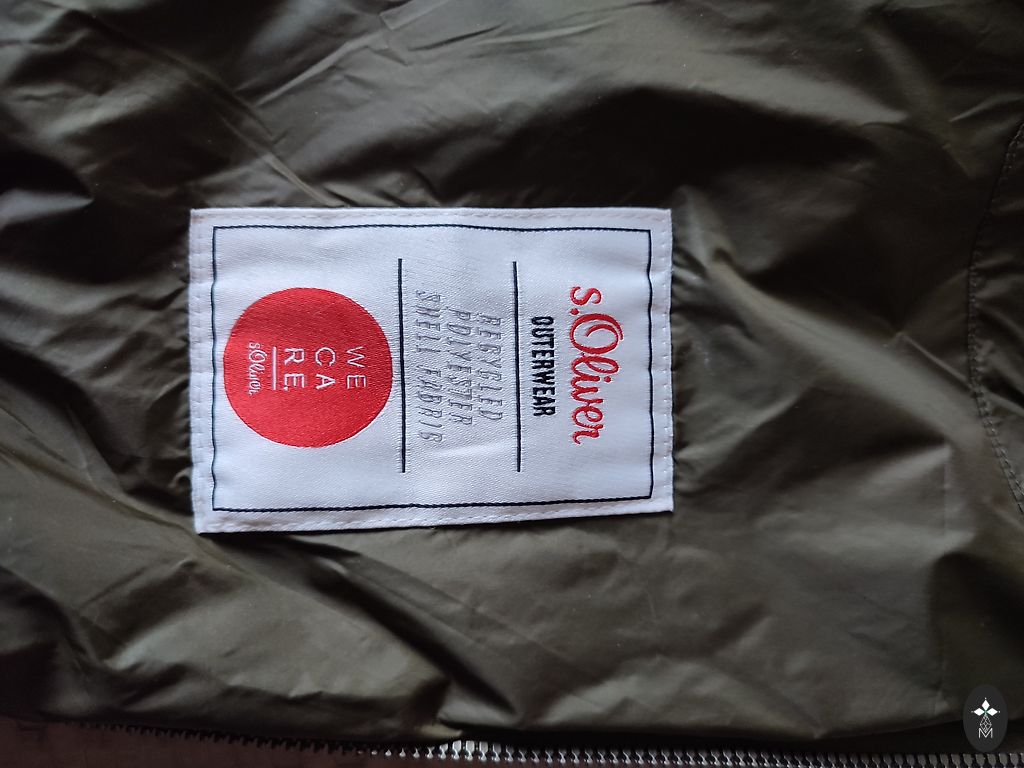 s.Oliver
OUTERWEAR
RECYCLED
POLYESTER
SHELL FABRIC
WE
CA
RE.
s.Oliver